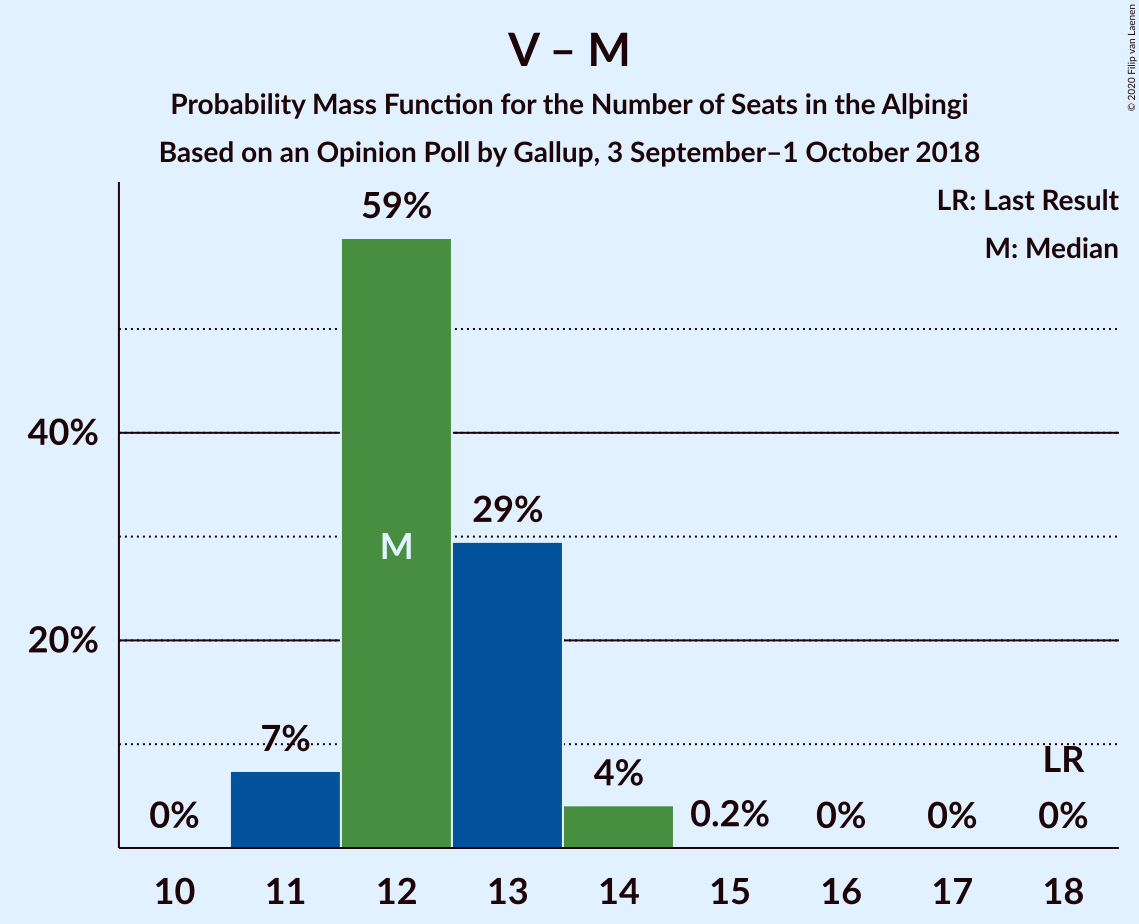 V – M
Probability Mass Function for the Number of Seats in the Alþingi
Based on an Opinion Poll by Gallup, 3 September–1 October 2018
© 2020 Filip van Laenen
LR: Last Result
M: Median
59%
40%
29%
M
20%
7%
4%
LR
0%
0.2%
0%
0%
0%
10 11 12 13 14 15 16 17 18